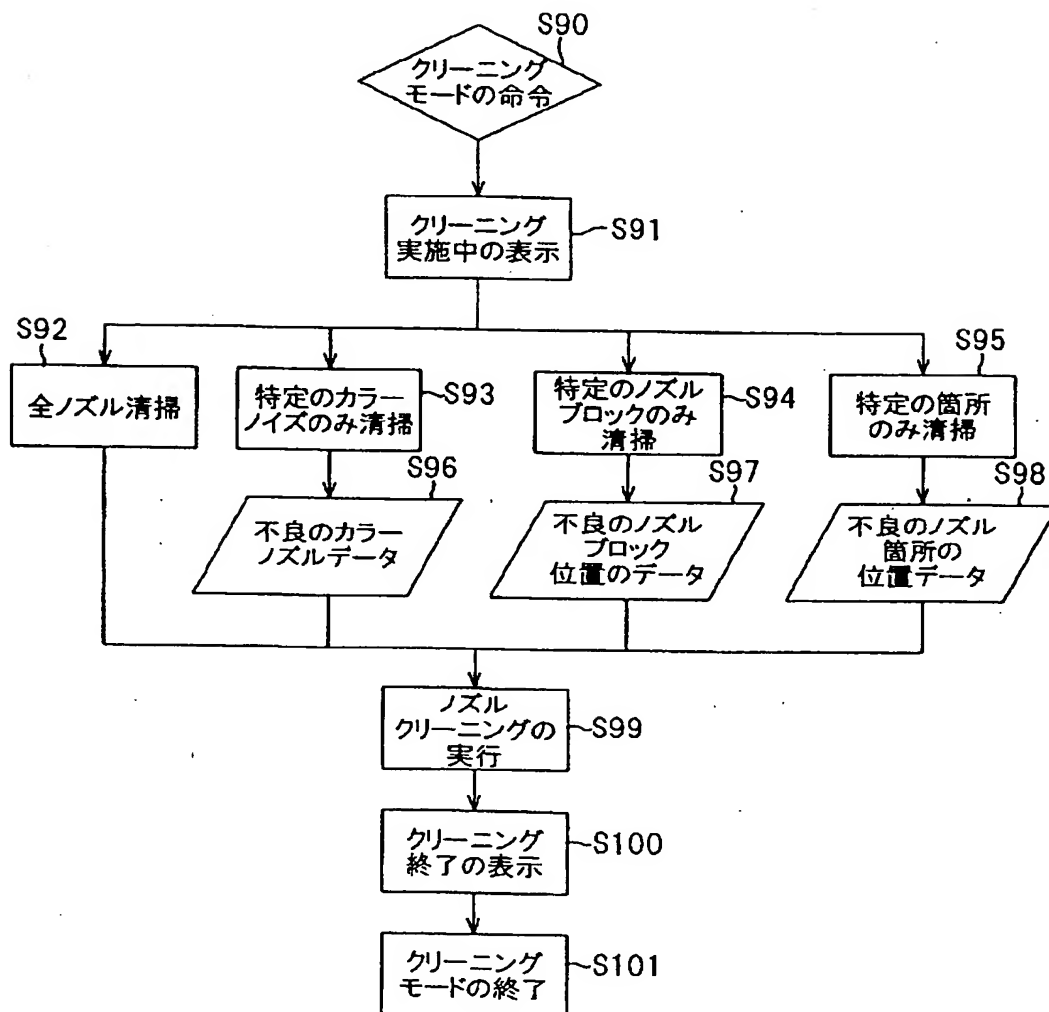 S90
クリーニング
モードの命令
クリーニング
実施中の表示
S91
S92
全ノズル清掃
特定のカラー
ノイズのみ清掃
S93
特定のノズル
ブロックのみ
清掃
S94
S95
特定の箇所
のみ清掃
S96
不良のカラー
ノズルデータ
S97
不良のノズル
ブロック
位置のデータ
S98
不良のノズル
箇所の
位置データ
ノズル
クリーニングの
実行
S99
クリーニング
終了の表示
S100
クリーニング
モードの終了
S101